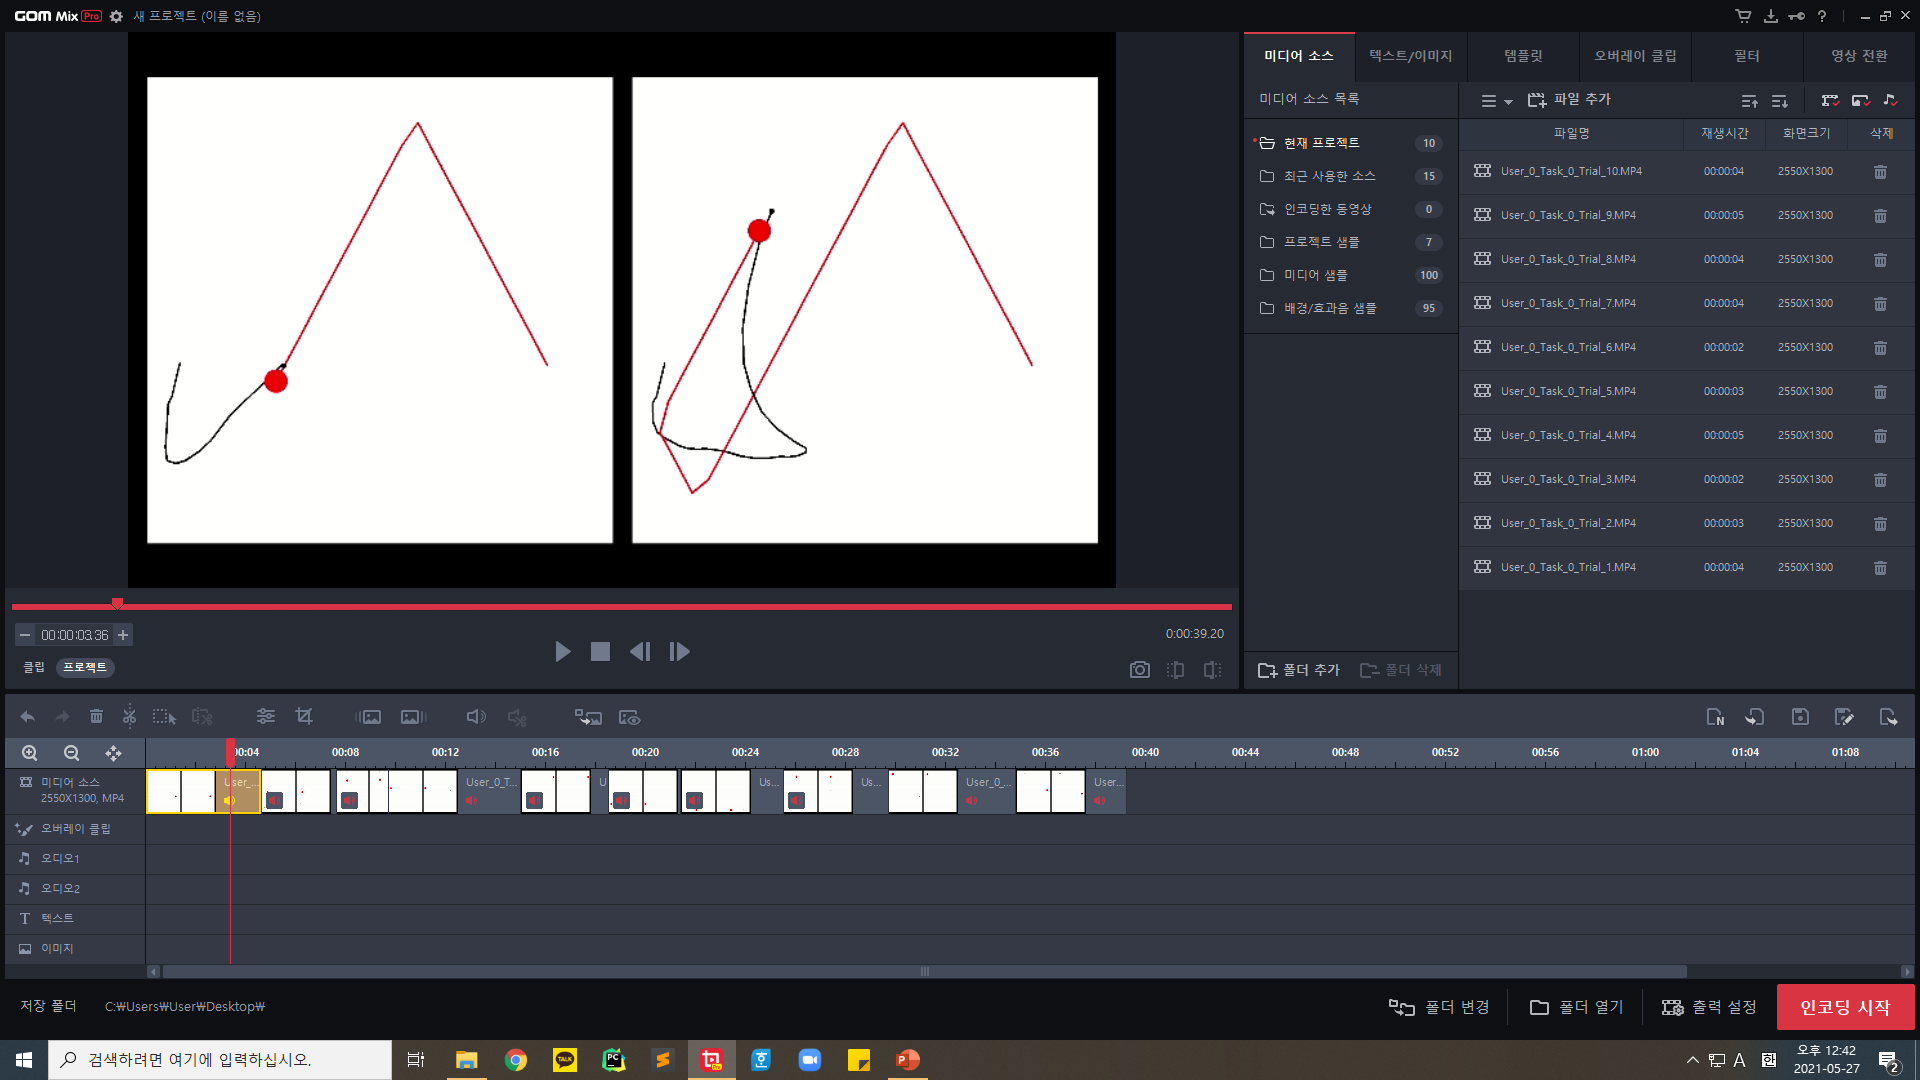 GOM Mix Pro 새 프로젝트 (이름 없음)
미디어 소스 텍스트/이미지 템플릿 오버레이 클립 필터 영상 전환
미디어 소스 목록 파일 추가
파일명 재생시간 화면크기 삭제
현재 프로젝트 10
최근 사용한 소스 15
인코딩한 동영상 0
프로젝트 샘플 7
미디어 샘플 100
배경/효과음 샘플 95
User_0_Task_0_Trial_10.MP4 00:00:04 2550X1300
User_0_Task_0_Trial_9.MP4 00:00:05 2550X1300
User_0_Task_0_Trial_8.MP4 00:00:04 2550X1300
User_0_Task_0_Trial_7.MP4 00:00:04 2550X1300
User_0_Task_0_Trial_6.MP4 00:00:02 2550X1300
User_0_Task_0_Trial_5.MP4 00:00:03 2550X1300
User_0_Task_0_Trial_4.MP4 00:00:05 2550X1300
User_0_Task_0_Trial_3.MP4 00:00:02 2550X1300
User_0_Task_0_Trial_2.MP4 00:00:03 2550X1300
User_0_Task_0_Trial_1.MP4 00:00:04 2550X1300
00:00:03.36 0:00:39.20
클립 프로젝트
폴더 추가 폴더 삭제
00:04 00:08 00:12 00:16 00:20 00:24 00:28 00:32 00:36 00:40 00:44 00:48 00:52 00:56 01:00 01:04 01:08
미디어 소스
2550X1300, MP4
User_... User_0_T... U Us... Us... User_0_... User...
오버레이 클립
오디오1
오디오2
텍스트
이미지
저장 폴더 C:₩Users₩User₩Desktop₩
폴더 변경 폴더 열기 출력 설정 인코딩 시작
검색하려면 여기에 입력하십시오.
TALK
PC
Pro
A 한
오후 12:42
2021-05-27
2